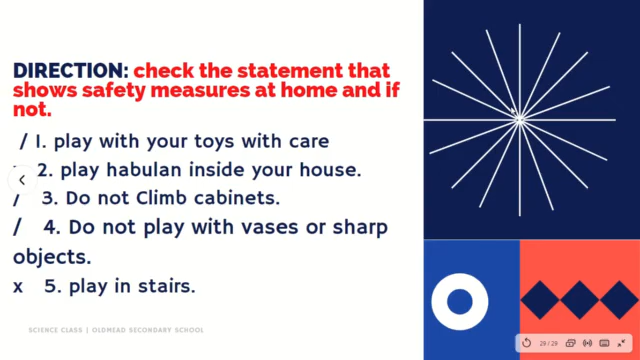 DIRECTION: check the statement that
shows safety measures at home and if
not.
/ 1. play with your toys with care
2. play habulan inside your house.
/ 3. Do not Climb cabinets.
/ 4. Do not play with vases or sharp
objects.
x 5. play in stairs.
SCIENCE CLASS | OLDMEAD SECONDARY SCHOOL
29 / 29